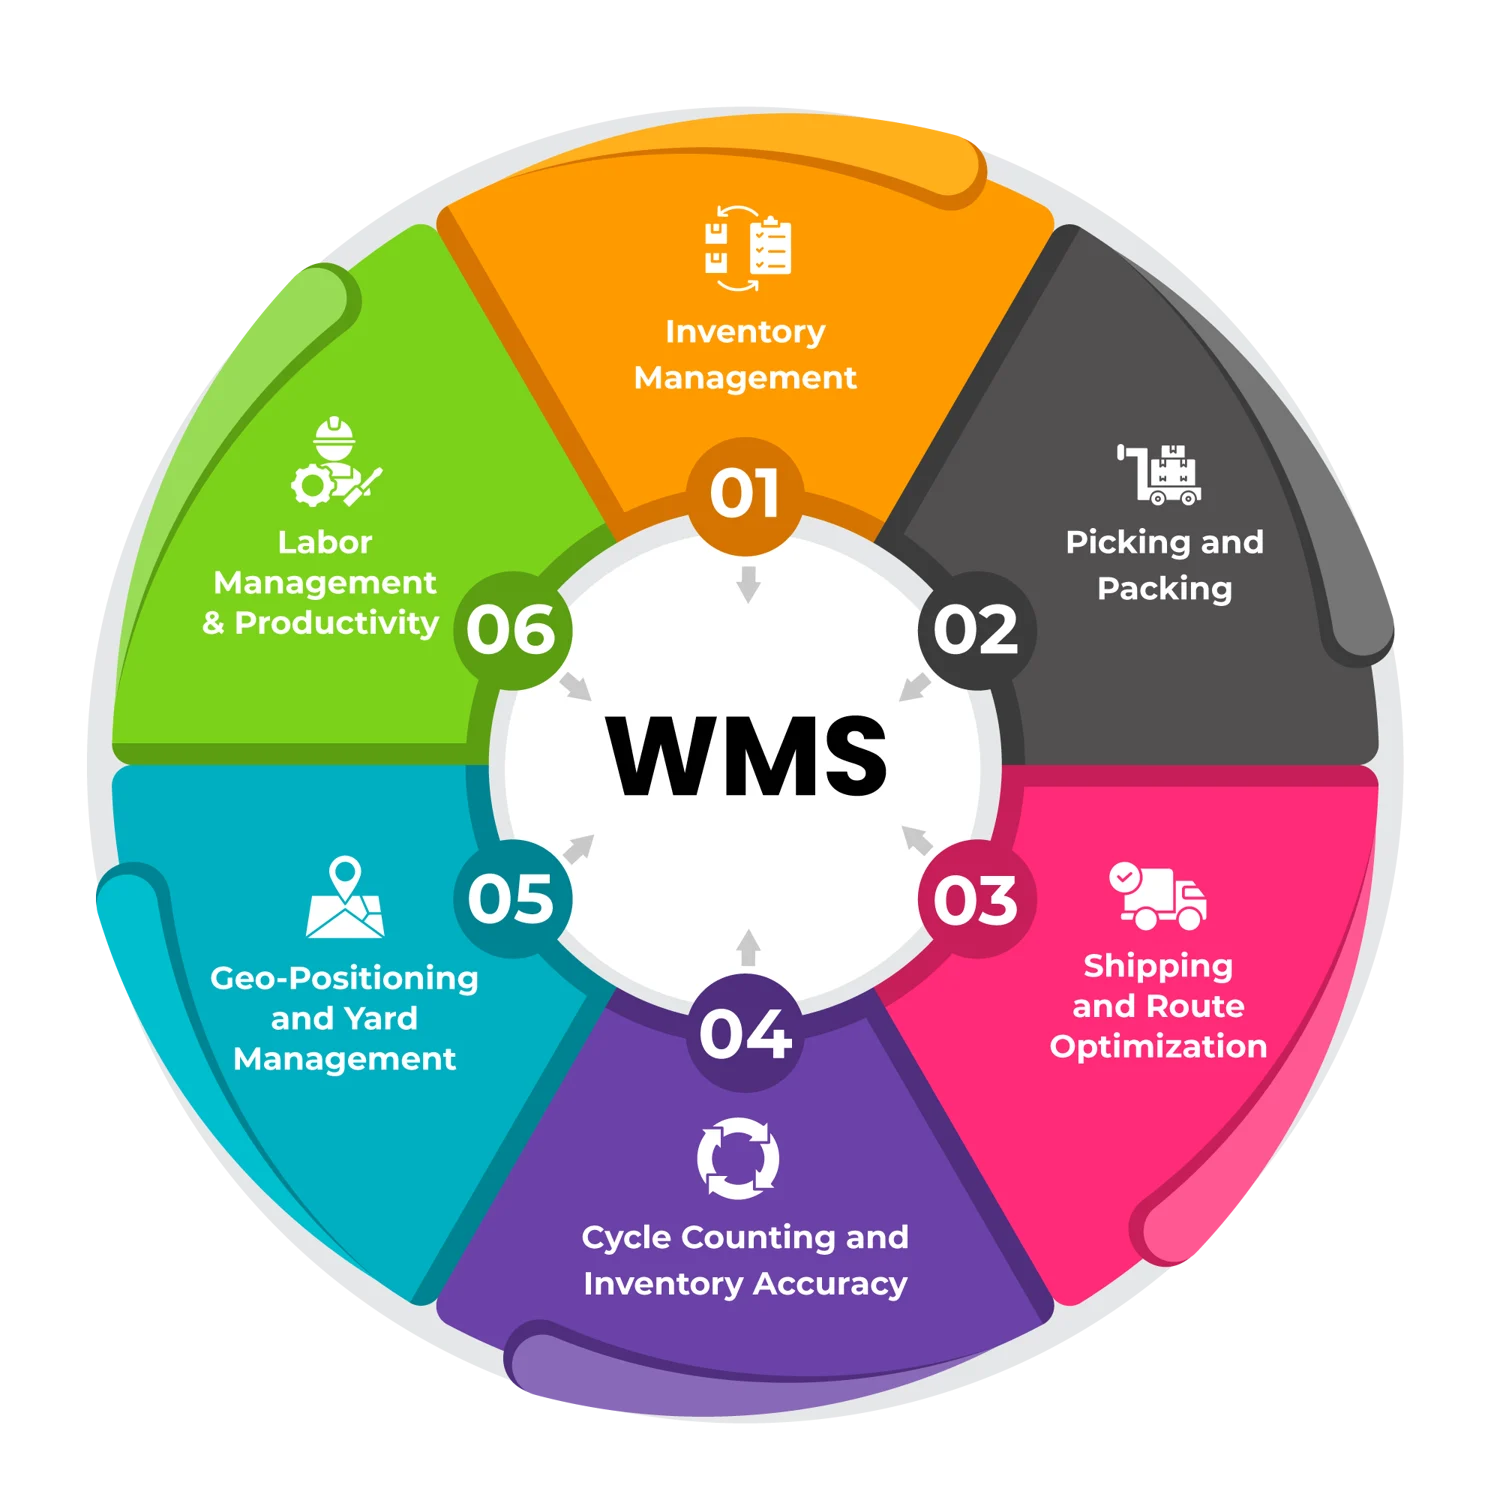 01
Inventory
Management
02
Picking and
Packing
03
Shipping
and Route
Optimization
04
Cycle Counting and
Inventory Accuracy
05
Geo-Positioning
and Yard
Management
06
Labor
Management
& Productivity
WMS